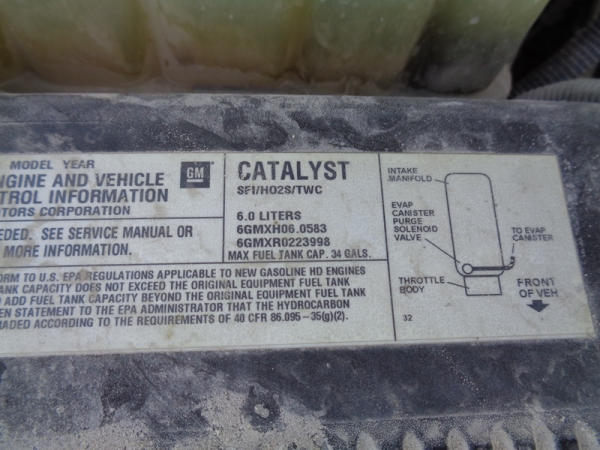 MODEL YEAR
NGINE AND VEHICLE
TROL INFORMATION
OTORS CORPORATION
GM
EEDED. SEE SERVICE MANUAL OR
MORE INFORMATION.
CATALYST
SFI/HO2S/TWC
6.0 LITERS
6GMXH06.0583
6GMXR0223998
MAX FUEL TANK CAP. 34 GALS.
FORM TO U.S. EPA REGULATIONS APPLICABLE TO NEW GASOLINE HD ENGINES
TANK CAPACITY DOES NOT EXCEED THE ORIGINAL EQUIPMENT FUEL TANK
O ADD FUEL TANK CAPACITY BEYOND THE ORIGINAL EQUIPMENT FUEL TANK
EN STATEMENT TO THE EPA ADMINISTRATOR THAT THE HYDROCARBON
RADED ACCORDING TO THE REQUIREMENTS OF 40 CFR 86.095-35(g)(2).
INTAKE
MANIFOLD
EVAP
CANISTER
PURGE
SOLENOID
VALVE
TO EVAP
CANISTER
THROTTLE
BODY
FRONT
OF VEH
32